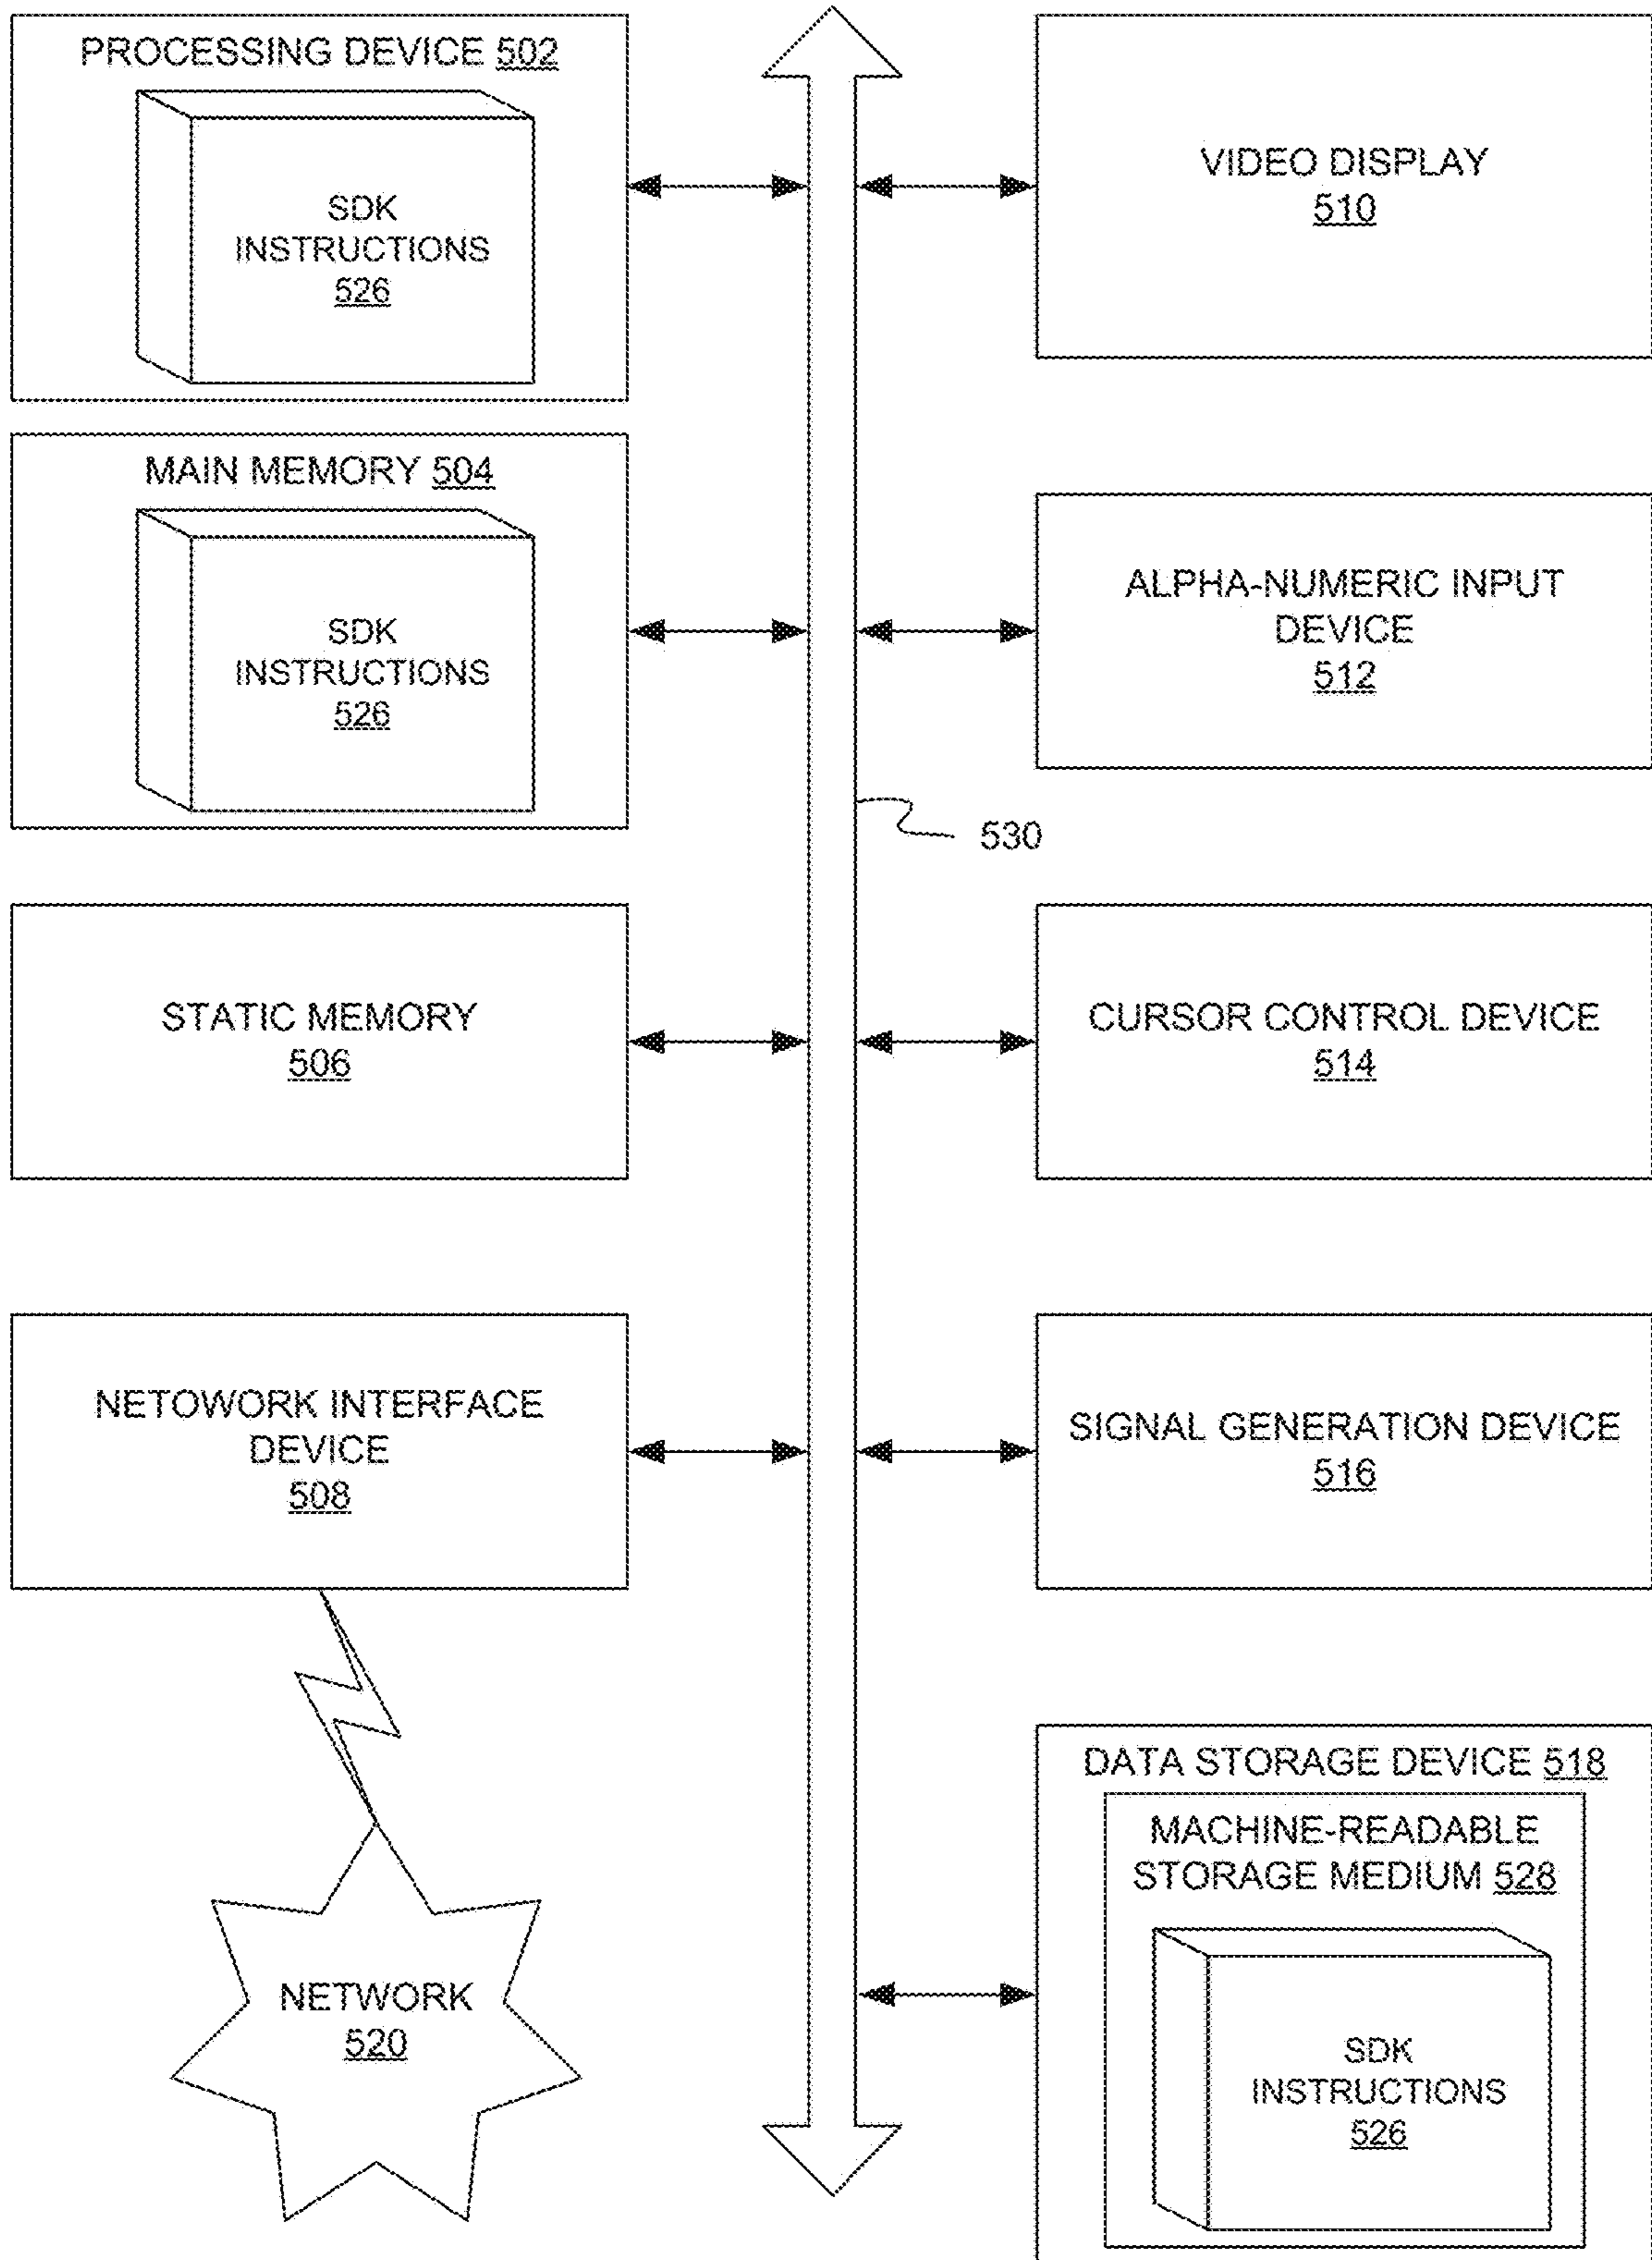 PROCESSING DEVICE 502
SDK
INSTRUCTIONS
526
MAIN MEMORY 504
SDK
INSTRUCTIONS
526
STATIC MEMORY
506
NETOWORK INTERFACE
DEVICE
508
NETWORK
520
530
VIDEO DISPLAY
510
ALPHA-NUMERIC INPUT
DEVICE
512
CURSOR CONTROL DEVICE
514
SIGNAL GENERATION DEVICE
516
DATA STORAGE DEVICE 518
MACHINE-READABLE
STORAGE MEDIUM 528
SDK
INSTRUCTIONS
526